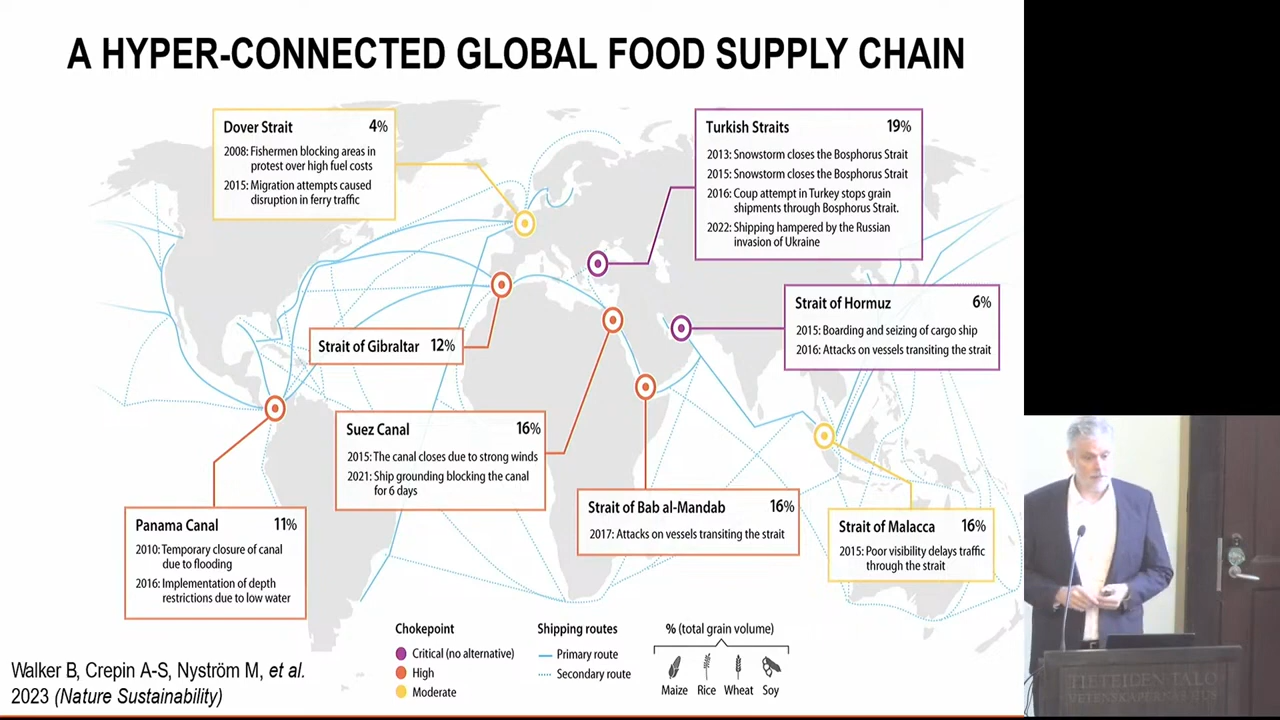 A HYPER-CONNECTED GLOBAL FOOD SUPPLY CHAIN
Dover Strait 4%
2008: Fishermen blocking areas in
protest over high fuel costs
2015: Migration attempts caused
disruption in ferry traffic
Turkish Straits 19%
2013: Snowstorm closes the Bosphorus Strait
2015: Snowstorm closes the Bosphorus Strait
2016: Coup attempt in Turkey stops grain
shipments through Bosphorus Strait.
2022: Shipping hampered by the Russian
invasion of Ukraine
Strait of Hormuz 6%
2015: Boarding and seizing of cargo ship
2016: Attacks on vessels transiting the strait
Strait of Gibraltar 12%
Suez Canal 16%
2015: The canal closes due to strong winds
2021: Ship grounding blocking the canal
for 6 days
Strait of Bab al-Mandab 16%
2017: Attacks on vessels transiting the strait
Strait of Malacca 16%
2015: Poor visibility delays traffic
through the strait
Panama Canal 11%
2010: Temporary closure of canal
due to flooding
2016: Implementation of depth
restrictions due to low water
Chokepoint
Critical (no alternative)
High
Moderate
Shipping routes
Primary route
Secondary route
% (total grain volume)
Maize Rice Wheat Soy
Walker B, Crepin A-S, Nyström M, et al.
2023 (Nature Sustainability)
TIETEIDEN TALO